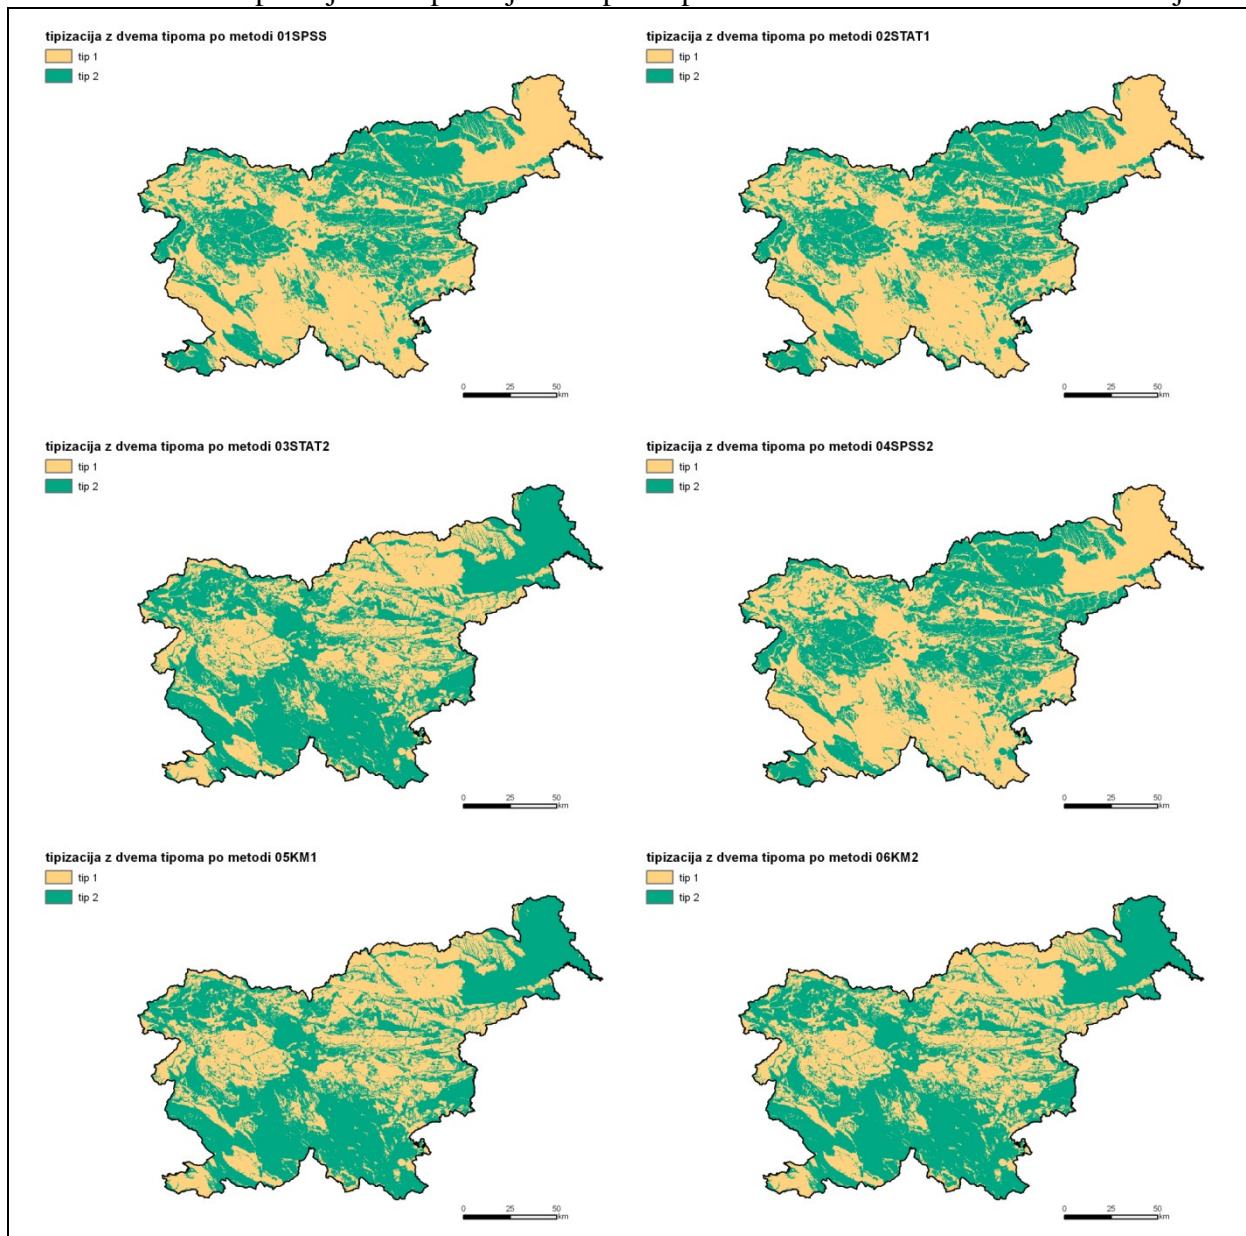 tipizacija z dvema tipoma po metodi 01SPSS
tip 1
tip 2
0 25 50
km
tipizacija z dvema tipoma po metodi 02STAT1
tip 1
tip 2
0 25 50
km
tipizacija z dvema tipoma po metodi 03STAT2
tip 1
tip 2
0 25 50
km
tipizacija z dvema tipoma po metodi 04SPSS2
tip 1
tip 2
0 25 50
km
tipizacija z dvema tipoma po metodi 05KM1
tip 1
tip 2
0 25 50
km
tipizacija z dvema tipoma po metodi 06KM2
tip 1
tip 2
0 25 50
km